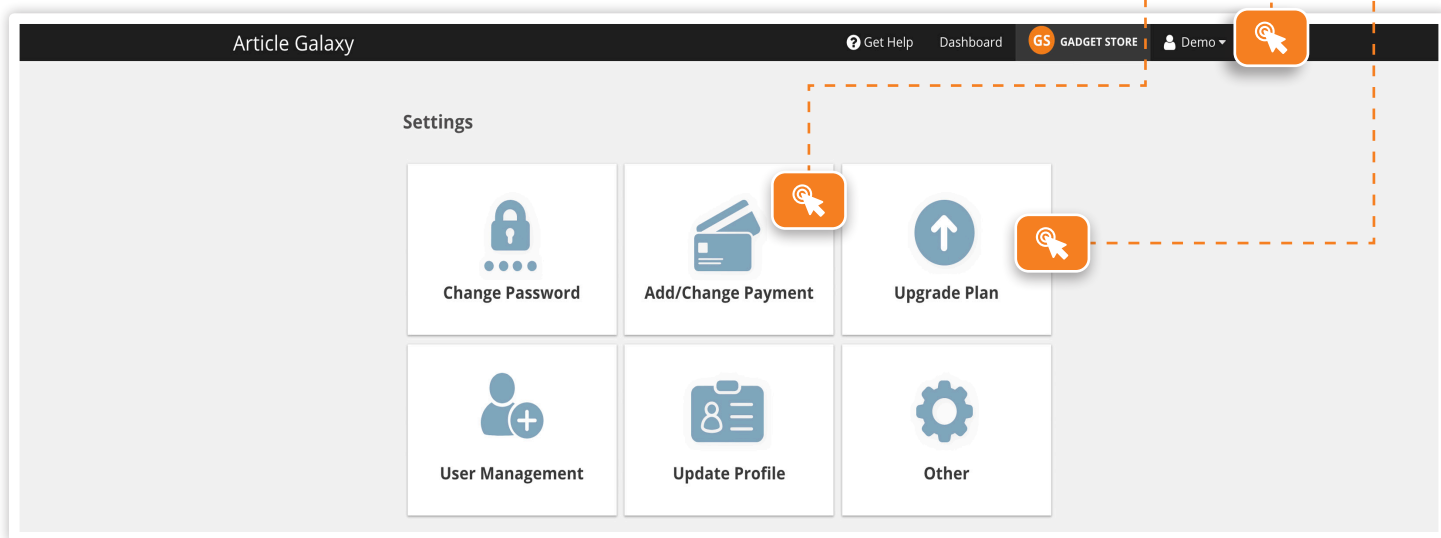 Article Galaxy
Get Help Dashboard GS GADGET STORE Demo
Settings
Change Password Add/Change Payment Upgrade Plan
User Management Update Profile Other